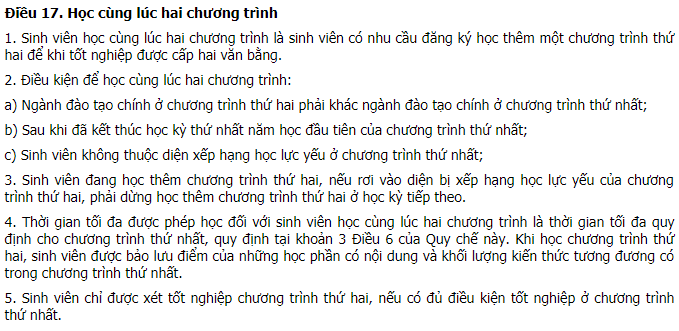 Điều 17. Học cùng lúc hai chương trình
1. Sinh viên học cùng lúc hai chương trình là sinh viên có nhu cầu đăng ký học thêm một chương trình thứ
hai để khi tốt nghiệp được cấp hai văn bằng.
2. Điều kiện để học cùng lúc hai chương trình:
a) Ngành đào tạo chính ở chương trình thứ hai phải khác ngành đào tạo chính ở chương trình thứ nhất;
b) Sau khi đã kết thúc học kỳ thứ nhất năm học đầu tiên của chương trình thứ nhất;
c) Sinh viên không thuộc diện xếp hạng học lực yếu ở chương trình thứ nhất;
3. Sinh viên đang học thêm chương trình thứ hai, nếu rơi vào diện bị xếp hạng học lực yếu của chương
trình thứ hai, phải dừng học thêm chương trình thứ hai ở học kỳ tiếp theo.
4. Thời gian tối đa được phép học đối với sinh viên học cùng lúc hai chương trình là thời gian tối đa quy
định cho chương trình thứ nhất, quy định tại khoản 3 Điều 6 của Quy chế này. Khi học chương trình thứ
hai, sinh viên được bảo lưu điểm của những học phần có nội dung và khối lượng kiến thức tương đương có
trong chương trình thứ nhất.
5. Sinh viên chỉ được xét tốt nghiệp chương trình thứ hai, nếu có đủ điều kiện tốt nghiệp ở chương trình
thứ nhất.